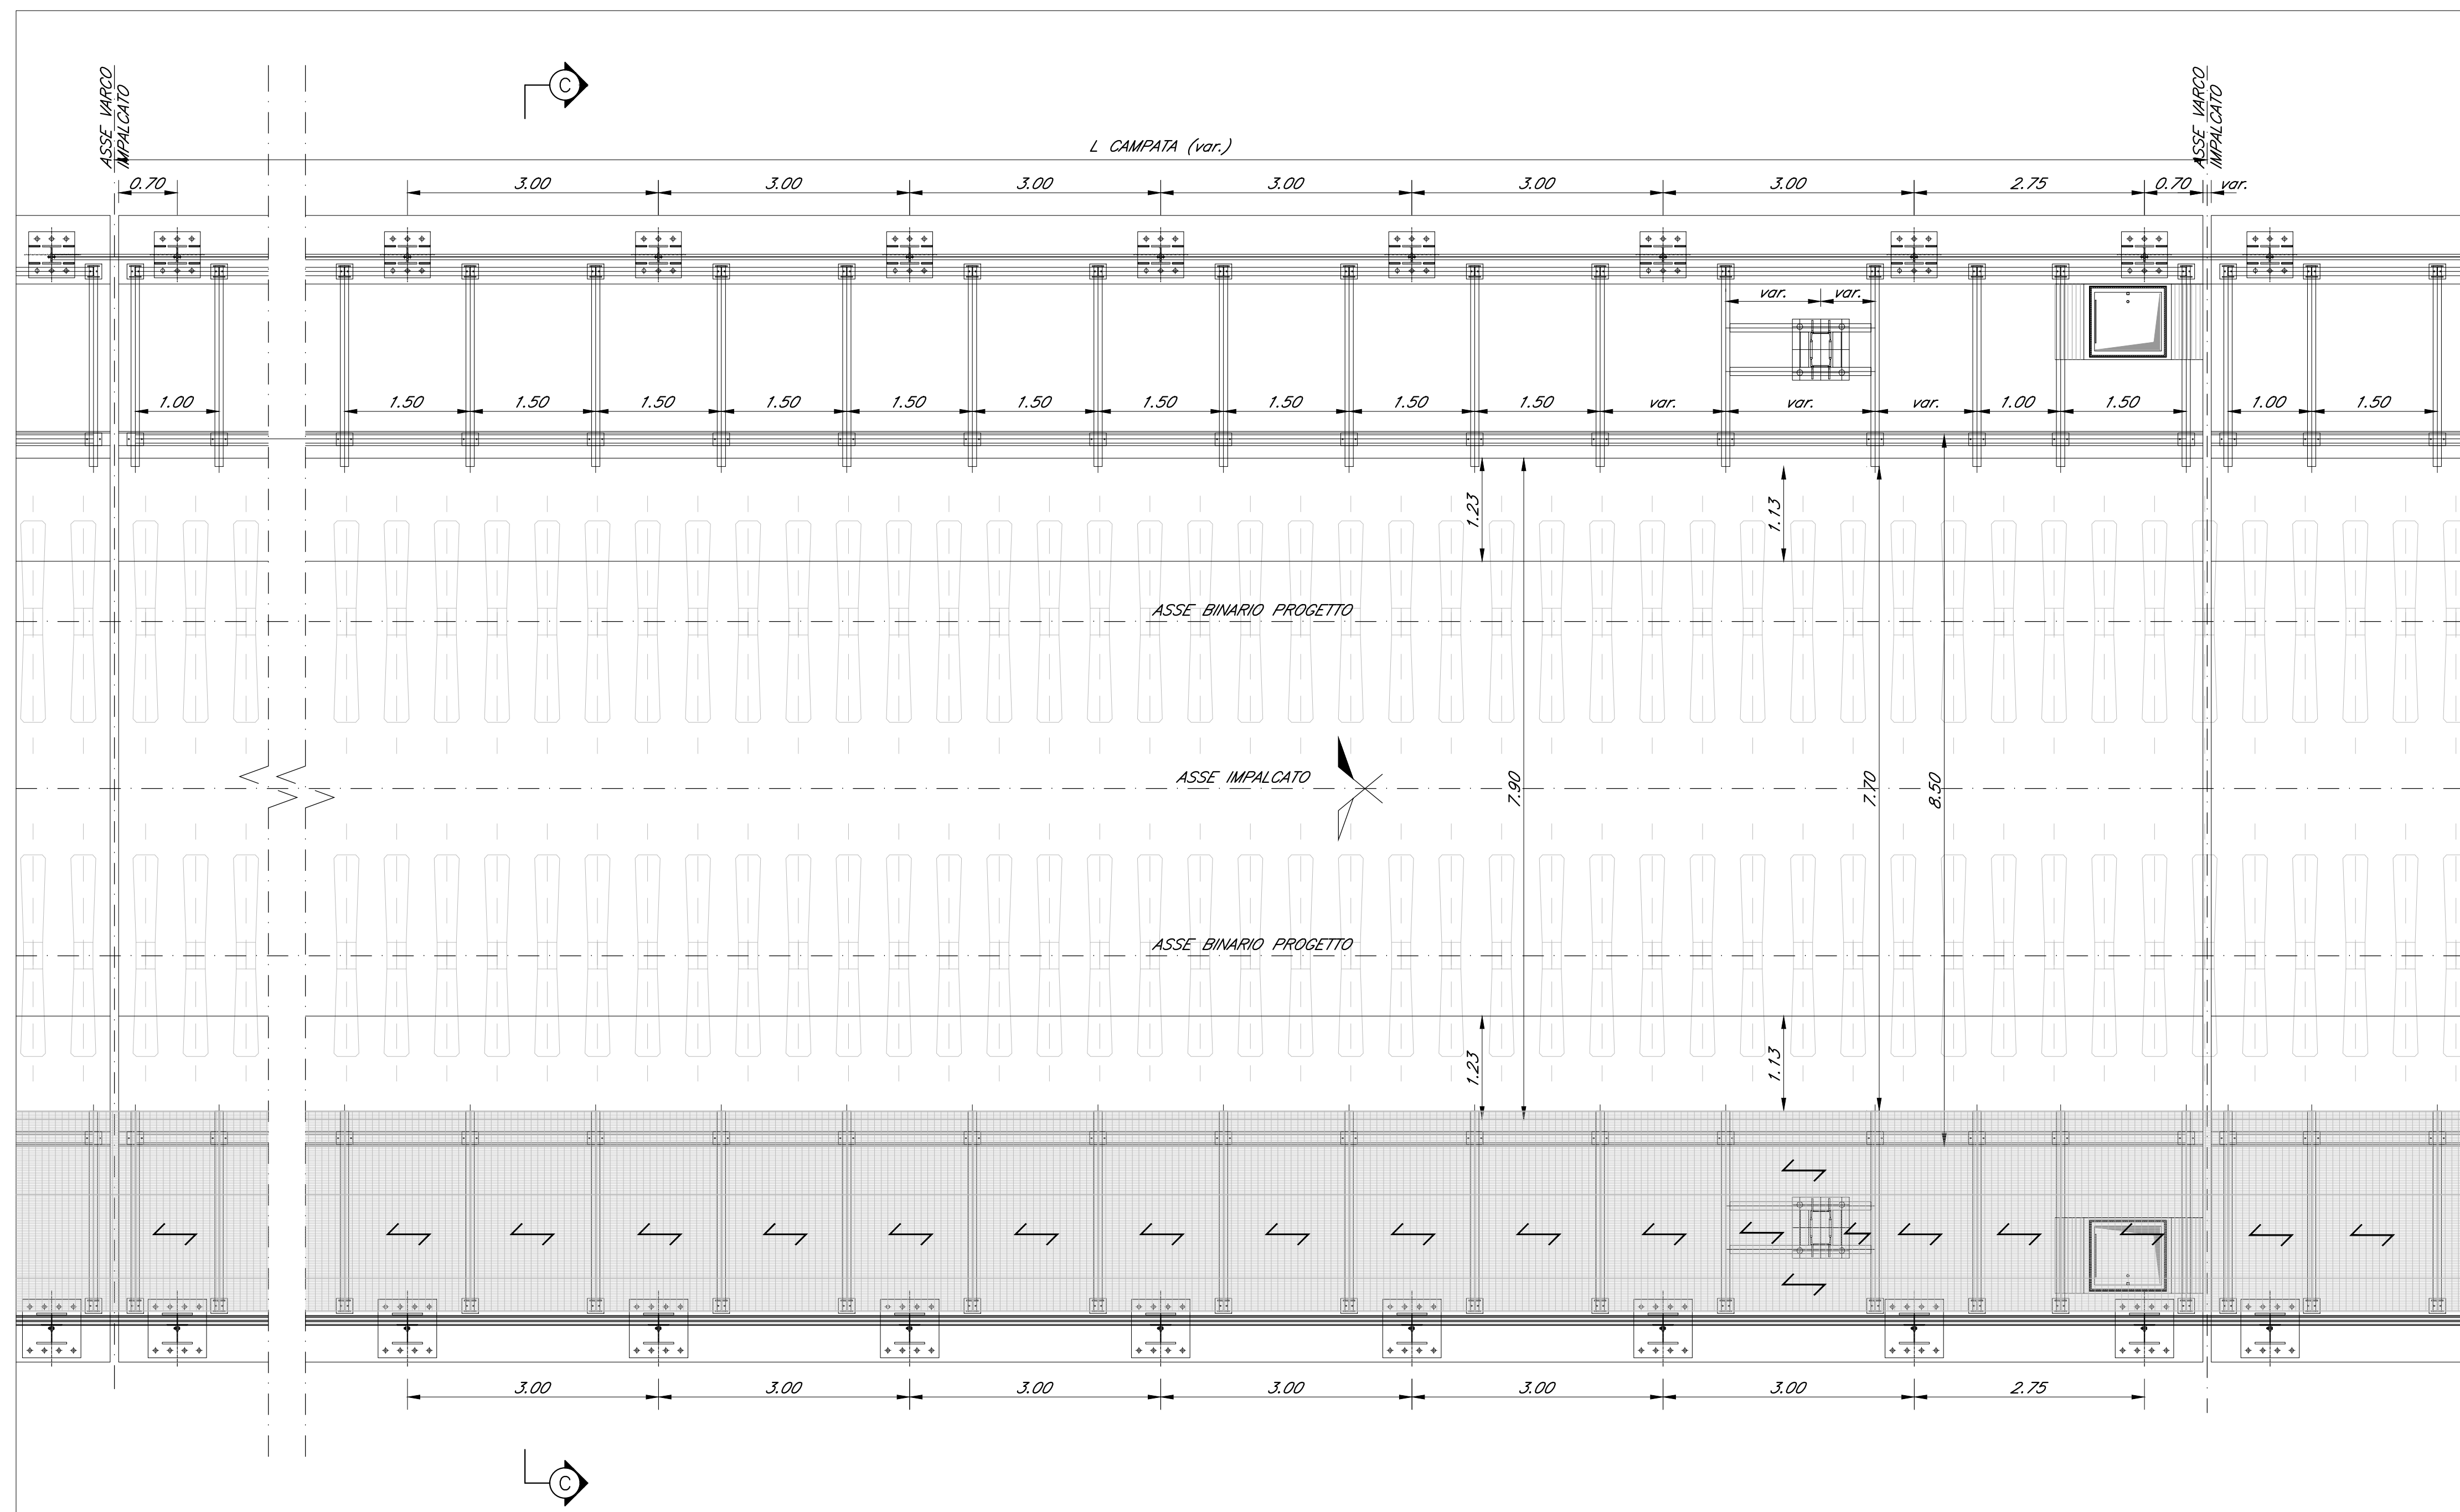 C
ASSE VARCO
IMPALCATO
ASSE VARCO
IMPALCATO
L CAMPATA (var.)
0.70
3.00
3.00
3.00
3.00
3.00
3.00
2.75
0.70
var.
var.
var.
1.00
1.50
1.50
1.50
1.50
1.50
1.50
1.50
1.50
1.50
1.50
var.
var.
var.
1.00
1.50
1.00
1.50
1.23
1.13
ASSE BINARIO PROGETTO
ASSE IMPALCATO
7.90
7.70
8.50
ASSE BINARIO PROGETTO
1.23
1.13
3.00
3.00
3.00
3.00
3.00
3.00
2.75
C